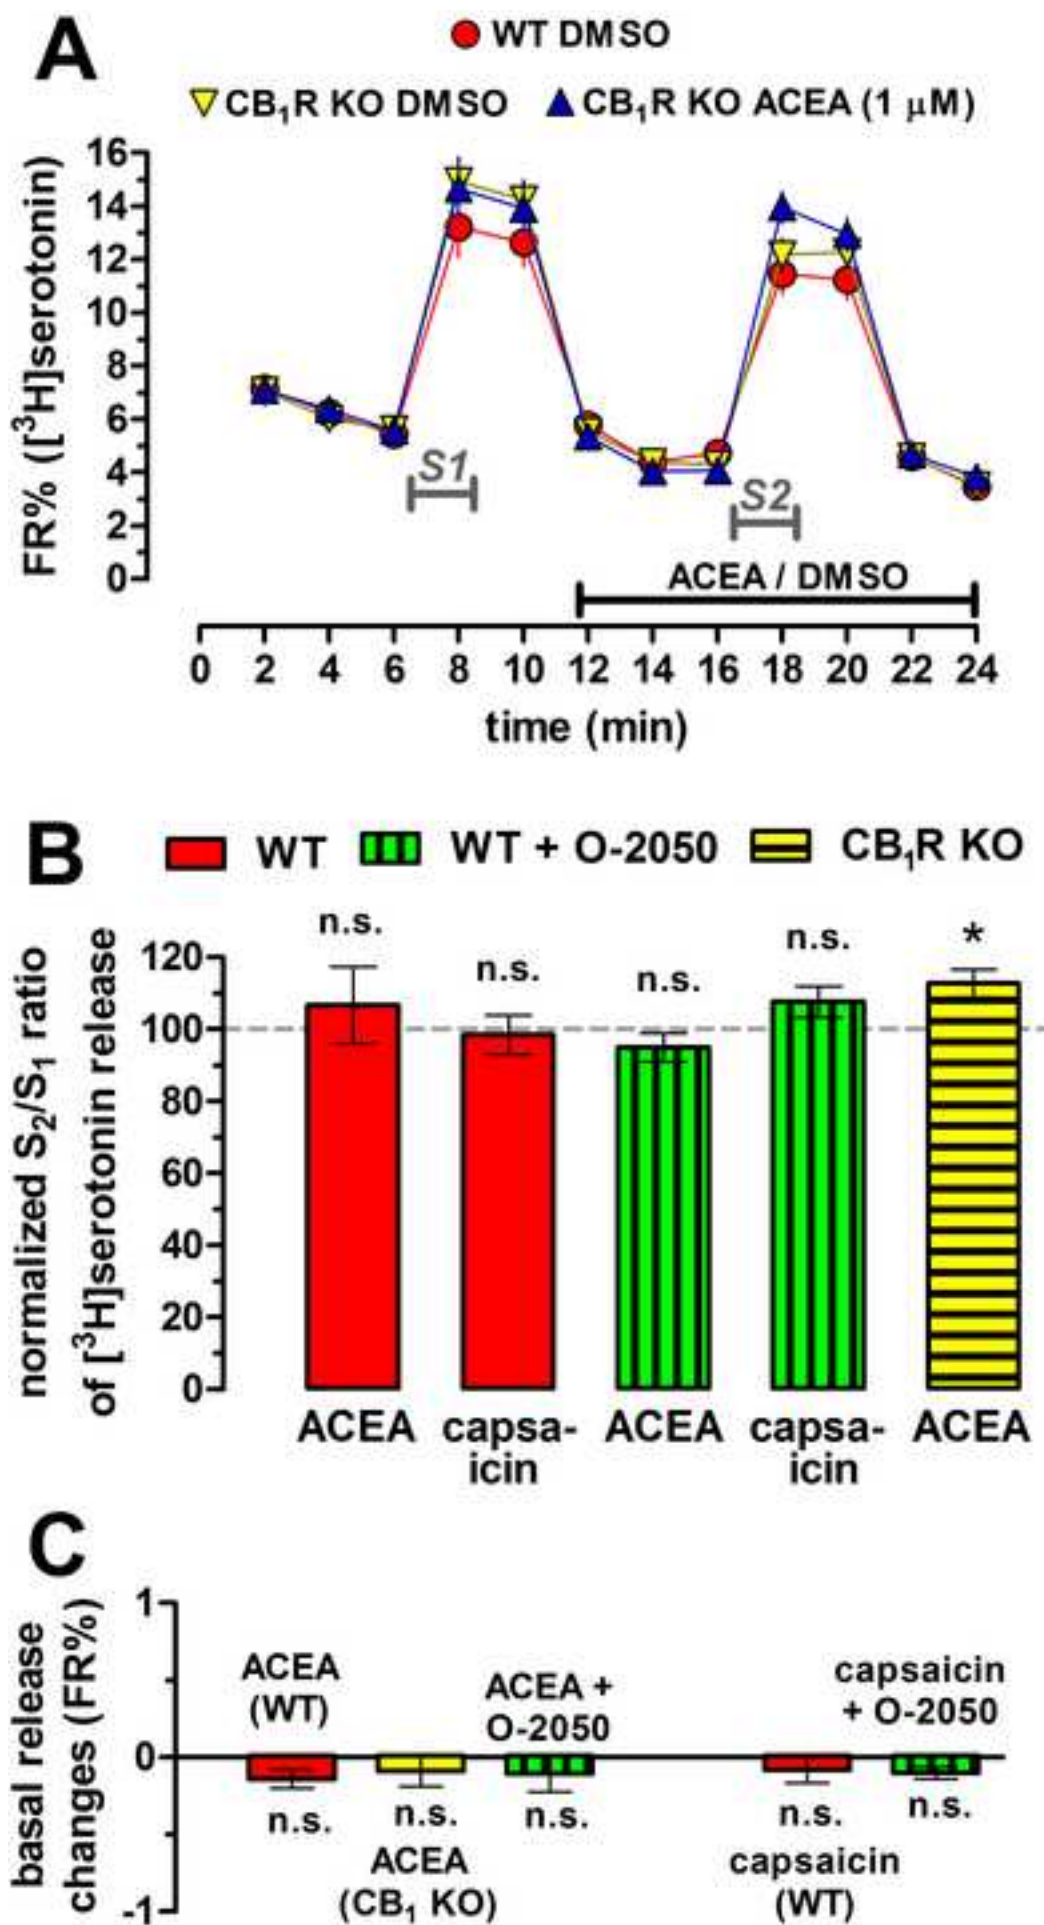 A
WT DMSO
CB₁R KO DMSO
CB₁R KO ACEA (1 µM)
FR% ([³H]serotonin)
16
14
12
10
8
6
4
2
0
S1
S2
ACEA / DMSO
0 2 4 6 8 10 12 14 16 18 20 22 24
time (min)
B
WT
WT + O-2050
CB₁R KO
normalized S₂/S₁ ratio
of [³H]serotonin release
120
100
80
60
40
20
0
n.s.
n.s.
n.s.
n.s.
*
ACEA
capsa-
icin
ACEA
capsa-
icin
ACEA
C
basal release
changes (FR%)
1
0
-1
ACEA
(WT)
ACEA +
O-2050
capsaicin
+ O-2050
n.s.
n.s.
n.s.
n.s.
n.s.
ACEA
(CB₁ KO)
capsaicin
(WT)